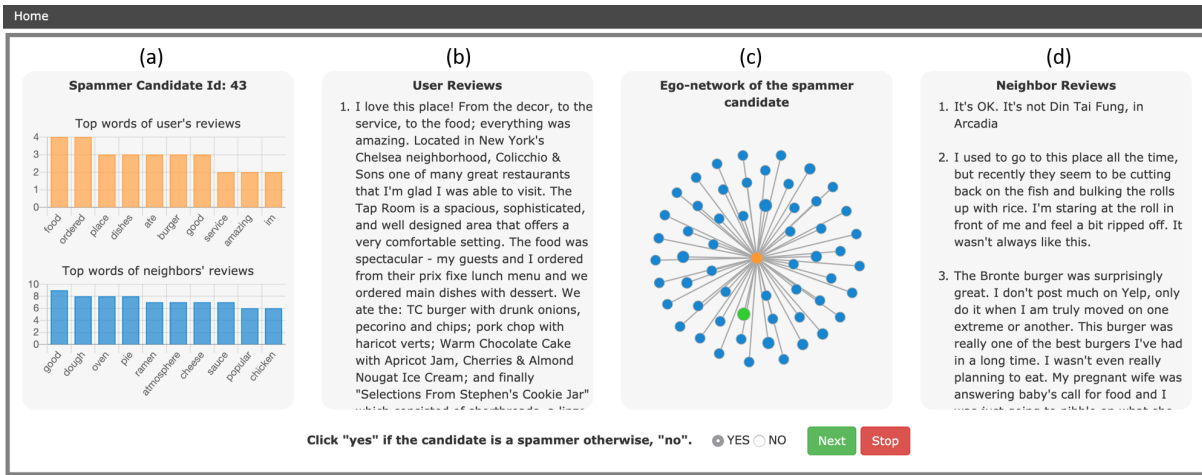 Home
(a)
Spammer Candidate Id: 43
Top words of user's reviews
4
3
2
1
0
food
ordered
place
dishes
ate
burger
good
service
amazing
im
Top words of neighbors' reviews
10
8
6
4
2
0
good
dough
oven
pie
ramen
atmosphere
cheese
sauce
popular
chicken
(b)
User Reviews
1. I love this place! From the decor, to the
service, to the food; everything was
amazing. Located in New York's
Chelsea neighborhood, Colicchio &
Sons one of many great restaurants
that I'm glad I was able to visit. The
Tap Room is a spacious, sophisticated,
and well designed area that offers a
very comfortable setting. The food was
spectacular - my guests and I ordered
from their prix fixe lunch menu and we
ordered main dishes with dessert. We
ate the: TC burger with drunk onions,
pecorino and chips; pork chop with
haricot verts; Warm Chocolate Cake
with Apricot Jam, Cherries & Almond
Nougat Ice Cream; and finally
"Selections From Stephen's Cookie Jar"
(c)
Ego-network of the spammer
candidate
(d)
Neighbor Reviews
1. It's OK. It's not Din Tai Fung, in
Arcadia
2. I used to go to this place all the time,
but recently they seem to be cutting
back on the fish and bulking the rolls
up with rice. I'm staring at the roll in
front of me and feel a bit ripped off. It
wasn't always like this.
3. The Bronte burger was surprisingly
great. I don't post much on Yelp, only
do it when I am truly moved on one
extreme or another. This burger was
really one of the best burgers I've had
in a long time. I wasn't even really
planning to eat. My pregnant wife was
answering baby's call for food and I
Click "yes" if the candidate is a spammer otherwise, "no". YES NO Next Stop